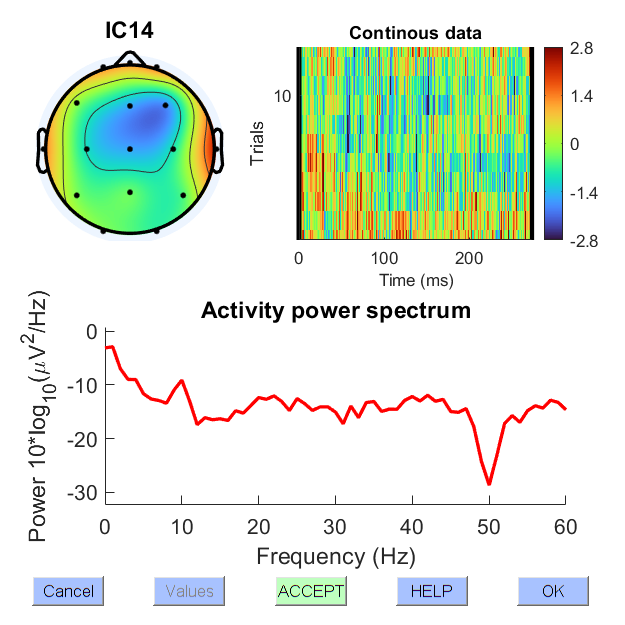 IC14
Continous data
Trials
10
0
100
200
Time (ms)
2.8
1.4
0
-1.4
-2.8
Activity power spectrum
Power 10*log10(μV2/Hz)
0
-10
-20
-30
0
10
20
30
40
50
60
Frequency (Hz)
Cancel
Values
ACCEPT
HELP
OK